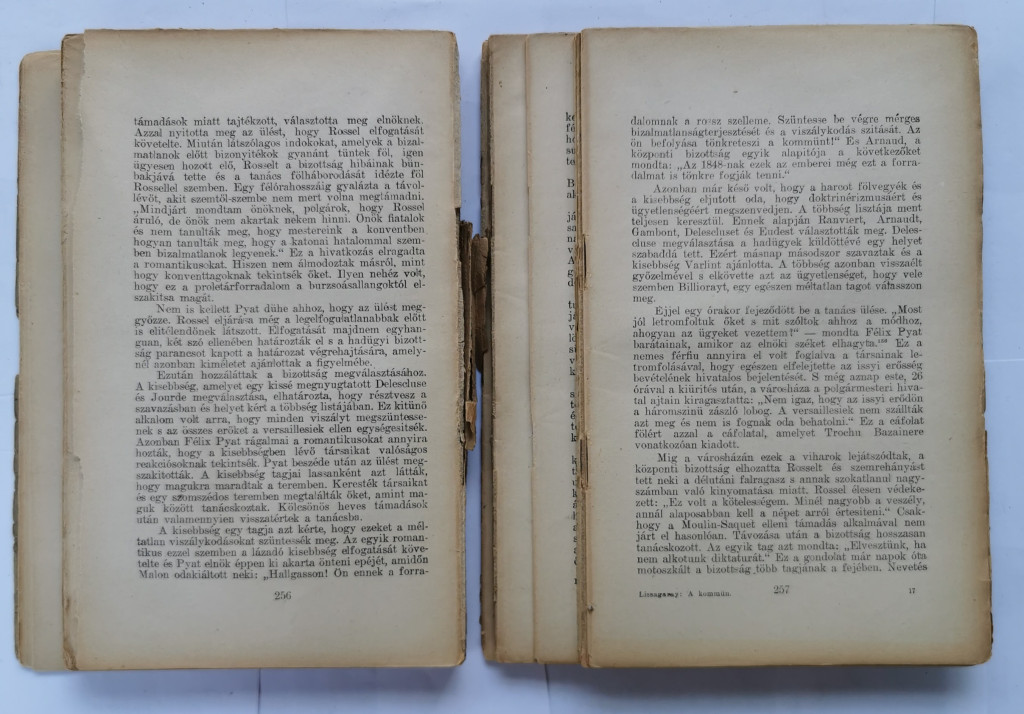 támadások miatt tajtékzott, választotta meg elnöknek.
Azzal nyitotta meg az ülést, hogy Rossel elfogatását
követelte. Miután látszólagos indokokat, amelyek a bizal-
matlanok előtt bizonyitékok gyanánt tüntek föl, igen
ügyesen hozott elő, Rosselt a bizottság hibáinak bün-
bakjává tette és a tanács fölháborodását idézte föl
Rossellel szemben. Egy félórahosszáig gyalázta a távol-
lévőt, akit szemtől-szembe nem mert volna megtámadni.
„Mindjárt mondtam önöknek, polgárok, hogy Rossel
áruló, de önök nem akartak nekem hinni. Önök fiatalok
és nem tanulták meg, hogy mestereink a konventben
hogyan tanulták meg, hogy a katonai hatalommal szem-
ben bizalmatlanok legyenek.“ Ez a hivatkozás elragadta
a romantikusokat. Hiszen nem álmodoztak másról, mint
hogy konventtagoknak tekintsék őket. Ilyen nehéz volt,
hogy ez a proletárforradalom a burzsoásallangoktól el-
szakitsa magát.
Nem is kellett Pyat dühe ahhoz, hogy az ülést meg-
győzze. Rossel eljárása még a legelfogulatlanabbak előtt
is elitélendőnek látszott. Elfogatását majdnem egyhan-
guan, két szó ellenében határozták el s a hadügyi bizott-
ság parancsot kapott a határozat végrehajtására, amely-
nél azonban kiméletet ajánlottak a figyelmébe.
Ezután hozzáláttak a bizottság megválasztásához.
A kisebbség, amelyet egy kissé megnyugtatott Delescluse
és Jourde megválasztása, elhatározta, hogy résztvesz a
szavazásban és helyet kért a többség listájában. Ez kitünő
alkalom volt arra, hogy minden viszályt megszüntesse-
nek s az összes erőket a versaillesiek ellen egységesitsék.
Azonban Félix Pyat rágalmai a romantikusokat annyira
hozták, hogy a kisebbségben lévő társaikat valóságos
reakciósoknak tekintsék. Pyat beszéde után az ülést meg-
szakitották. A kisebbség tagjai lassanként azt látták,
hogy magukra maradtak a teremben. Keresték társaikat
és egy szomszédos teremben megtalálták őket, amint ma-
guk között tanácskoztak. Kölcsönös heves támadások
után valamennyien visszatértek a tanácsba.
A kisebbség egy tagja azt kérte, hogy ezeket a mél-
tatlan viszálykodásokat szüntessék meg. Az egyik roman-
tikus ezzel szemben a lázadó kisebbség elfogatását köve-
telte és Pyat elnök éppen ki akarta önteni epéjét, amidőn
Malon odakiáltott neki: „Hallgasson! Ön ennek a forra-
256
dalomnak a rossz szelleme. Szüntesse be végre mérges
bizalmatlanságterjesztését és a viszálykodás szitását. Az
ön befolyása tönkreteszi a kommünt!“ És Arnaud, a
központi bizottság egyik alapitója a következőket
mondta: „Az 1848-nak ezek az emberei még ezt a forra-
dalmat is tönkre fogják tenni.“
Azonban már késő volt, hogy a harcot fölvegyék és
a kisebbség eljutott oda, hogy doktrinérizmusáért és
ügyetlenségéért megszenvedjen. A többség lisztája ment
teljesen keresztül. Ennek alapján Ranviert, Arnaudt,
Gambont, Delescluset és Eudest választották meg. Deles-
cluse megválasztása a hadügyek küldöttévé egy helyet
szabaddá tett. Ezért másnap másodszor szavaztak és a
kisebbség Varlint ajánlotta. A többség azonban visszaélt
győzelmével s elkövette azt az ügyetlenséget, hogy vele
szemben Billiorayt, egy egészen méltatlan tagot válasszon
meg.
Éjjel egy órakor fejeződött be a tanács ülése. „Most
jól letromfoltuk őket s mit szóltok ahhoz a módhoz,
ahogyan az ügyeket vezettem?“ — mondta Félix Pyat
barátainak, amikor az elnöki széket elhagyta. Ez a
nemes férfiu annyira el volt foglalva a társainak le-
tromfolásával, hogy egészen elfelejtette az issyi erősség
bevételének hivatalos bejelentését. S még aznap este, 26
órával a kiürités után, a városháza a polgármesteri hiva-
tal ajtain kiragasztatta: „Nem igaz, hogy az issyi erődön
a háromszinü zászló lobog. A versaillesiek nem szállták
azt meg és nem is fognak oda behatolni.“ Ez a cáfolat
fölért azzal a cáfolatal, amelyet Trochu Bazainere
vonatkozóan kiadott.
Mig a városházán ezek a viharok lejátszódtak, a
központi bizottság elhozatta Rosselt és szemrehányást
tett neki a délutáni falragasz s annak szokatlanul nagy-
számban való kinyomatása miatt. Rossel élesen védeke-
zett: „Ez volt a kötelességem. Minél nagyobb a veszély,
annál alaposabban kell a népet arról értesiteni.“ Csak-
hogy a Moulin-Saquet elleni támadás alkalmával nem
járt el hasonlóan. Távozása után a bizottság hosszasan
tanácskozott. Az egyik tag azt mondta: „Elvesztünk, ha
nem alkotunk diktaturát.“ Ez a gondolat már napok óta
motoszkált a bizottság több tagjának a fejében. Nevetés
Lissagaray: A kommün.
257
17